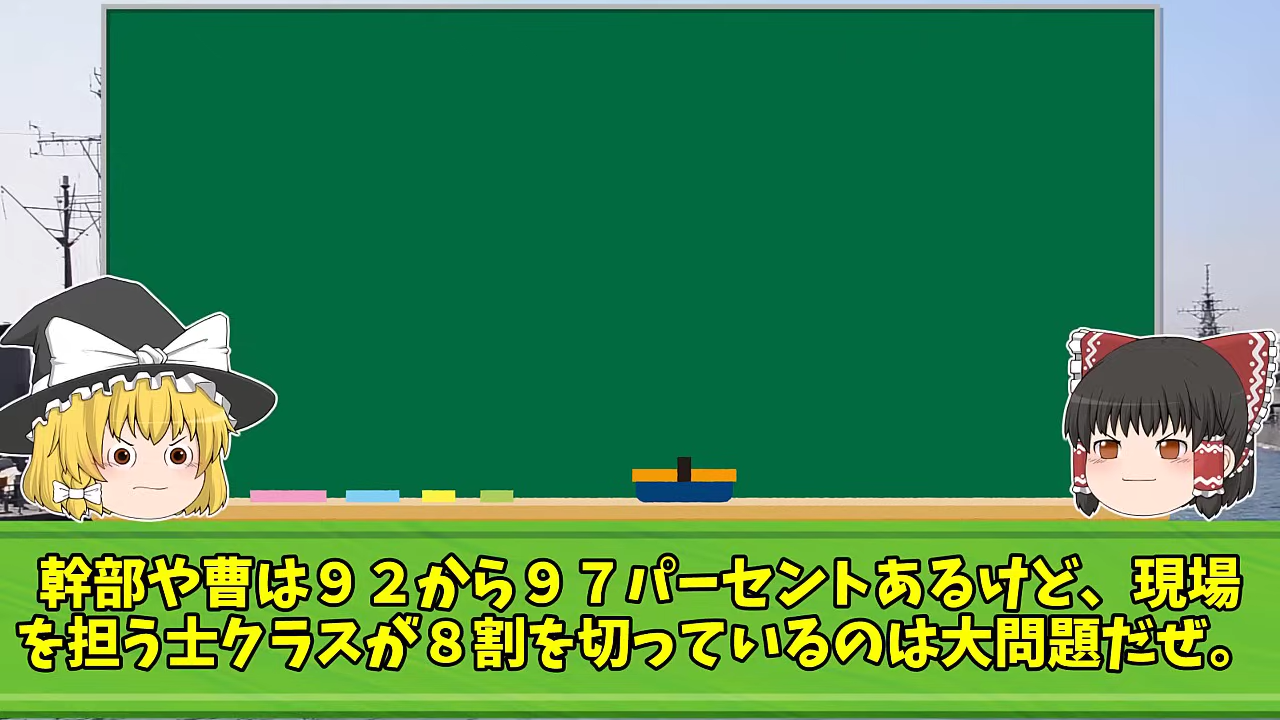 幹部や曹は９２から９７パーセントあるけど、現場
を担う士クラスが８割を切っているのは大問題だぜ。